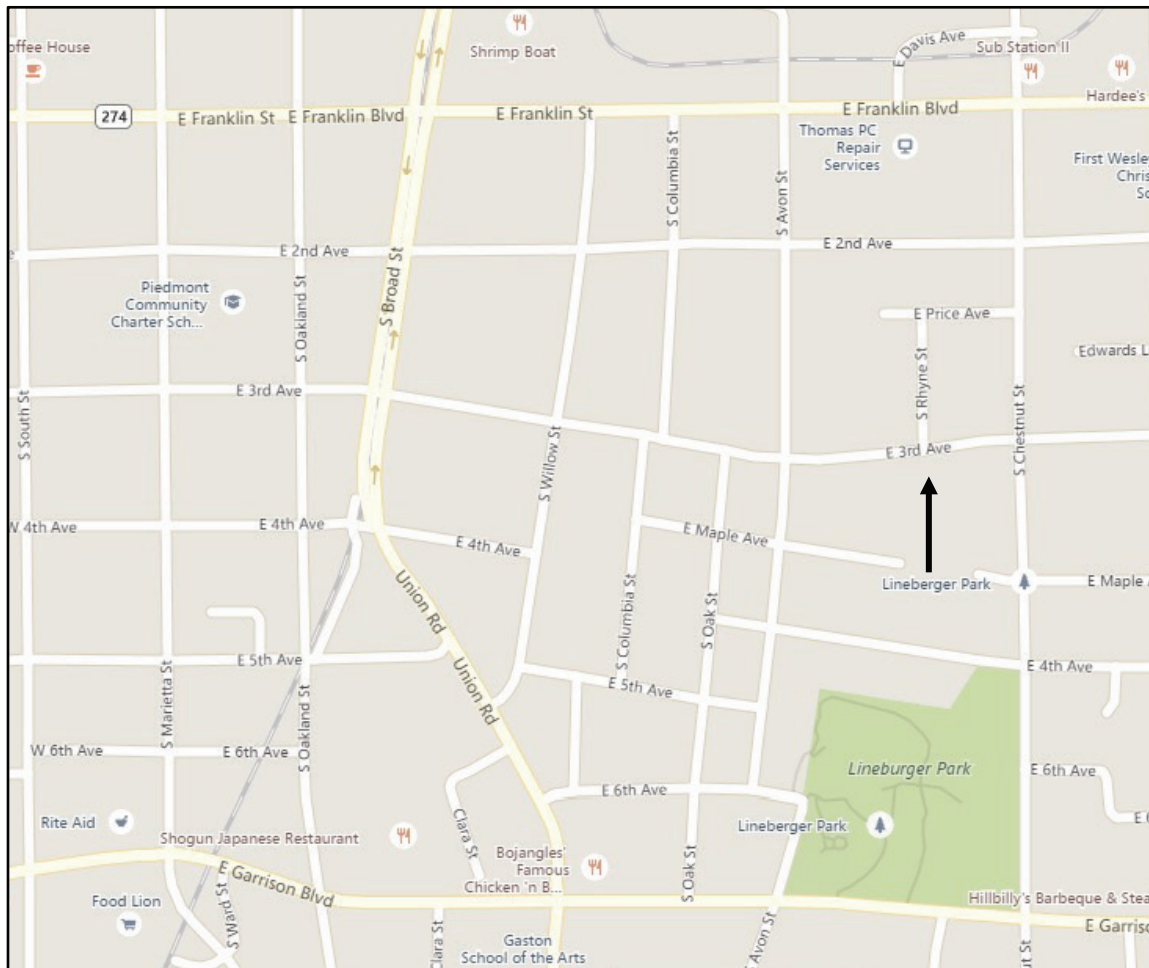 offee House
Shrimp Boat
E Davis Ave
Sub Station II
Hardee's
274
E Franklin St
E Franklin Blvd
E Franklin St
E Franklin Blvd
Thomas PC
Repair
Services
First Wesley
Chris
Sc
S Columbia St
S Avon St
E 2nd Ave
E 2nd Ave
Piedmont
Community
Charter Sch...
S Oakland St
S Broad St
E Price Ave
Edwards L
S Rhyne St
E 3rd Ave
S South St
S Willow St
E 3rd Ave
S Chestnut St
W 4th Ave
E 4th Ave
E 4th Ave
E Maple Ave
Lineberger Park
E Maple A
Union Rd
S Columbia St
S Oak St
E 5th Ave
Union Rd
E 5th Ave
E 4th Ave
S Marietta St
S Oakland St
W 6th Ave
E 6th Ave
Lineburger Park
E 6th Ave
E 6th Ave
Rite Aid
Shogun Japanese Restaurant
Clara St
Lineberger Park
E 6
Bojangles'
Famous
Chicken 'n B...
S Oak St
E Garrison Blvd
Food Lion
S Ward St
Clara St
Hillbilly's Barbeque & Stea
E Garriso
Gaston
School of the Arts
S Avon St
ut St